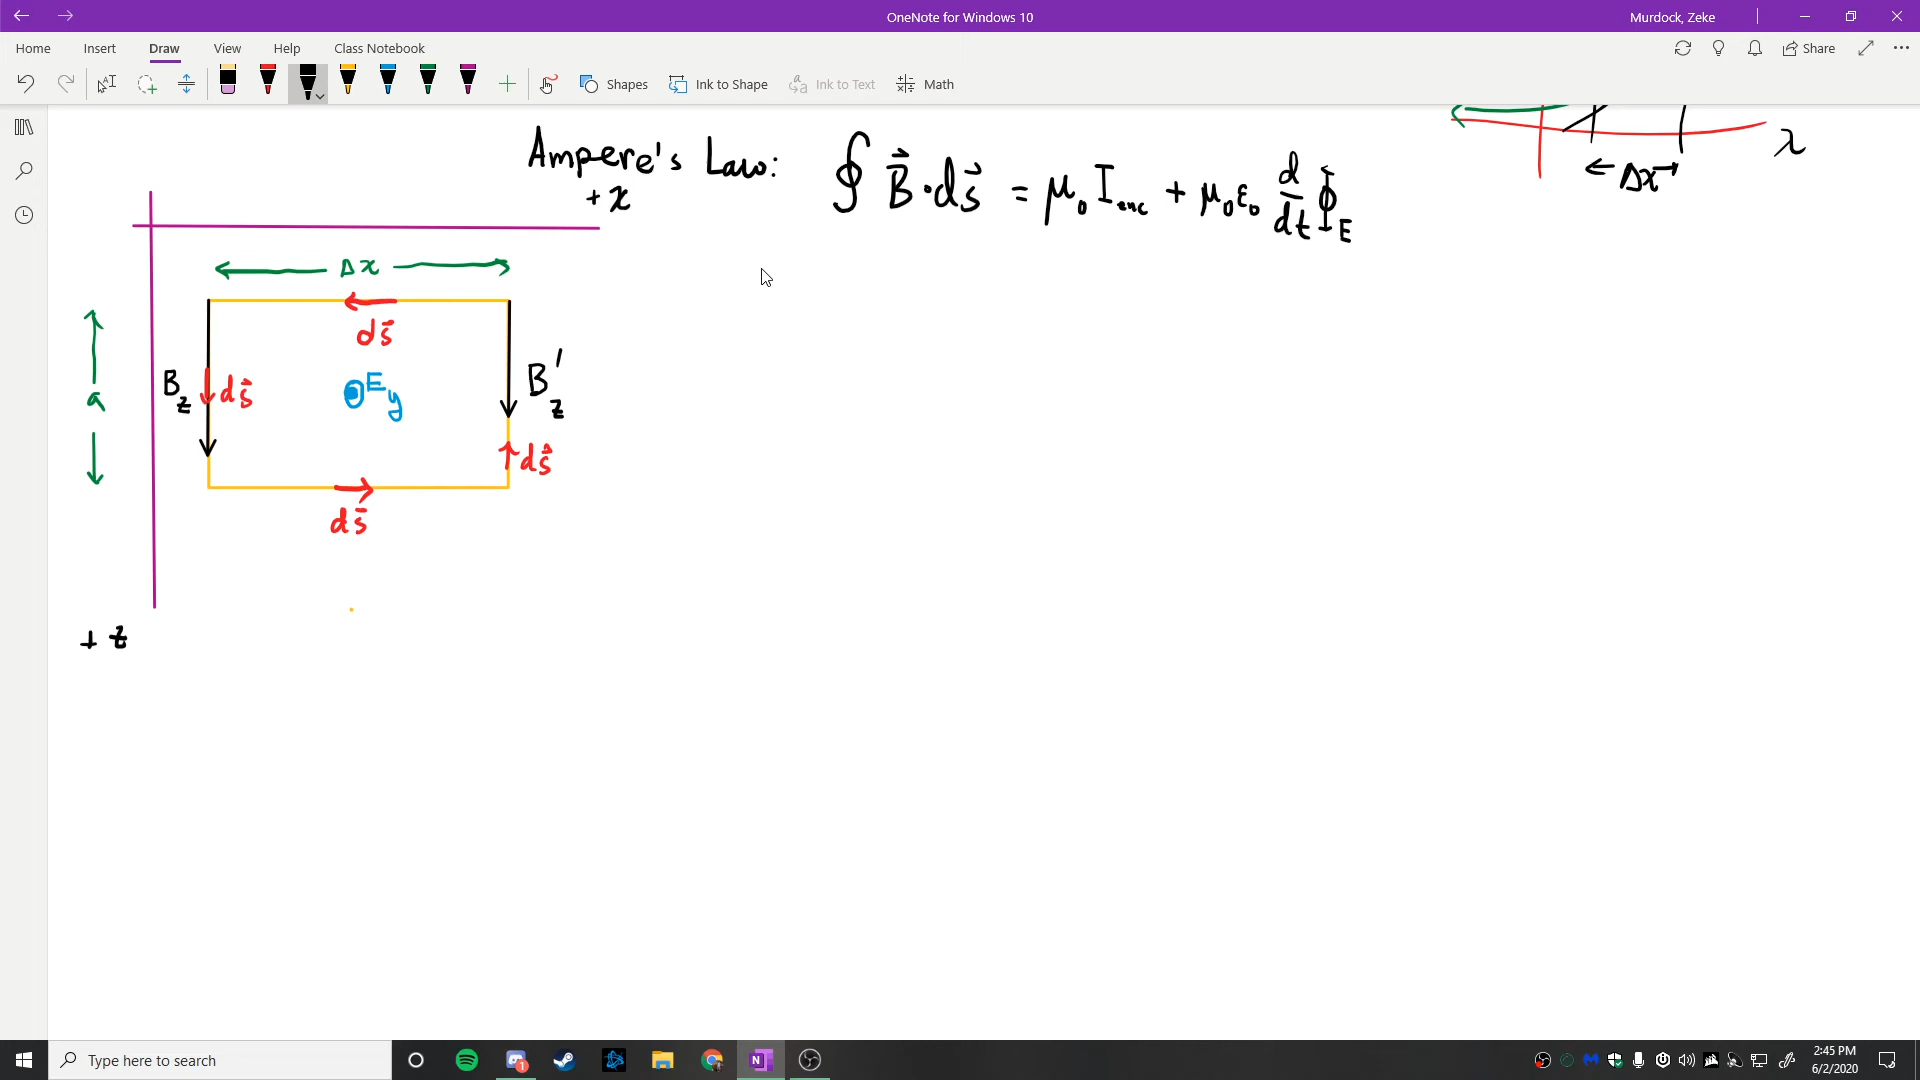 OneNote for Windows 10
Murdock, Zeke
Home Insert Draw View Help Class Notebook
Share
Shapes Ink to Shape Ink to Text Math
Ampere's Law: ∮ B⃗ · ds⃗ = μ₀ I_enc + μ₀ε₀ d/dt Φ_E
x
← Δx →
+ x
Δx
a
B_z
ds⃗
ds⃗
E_y
B'_z
ds⃗
ds⃗
+ z
Type here to search
2:45 PM
6/2/2020